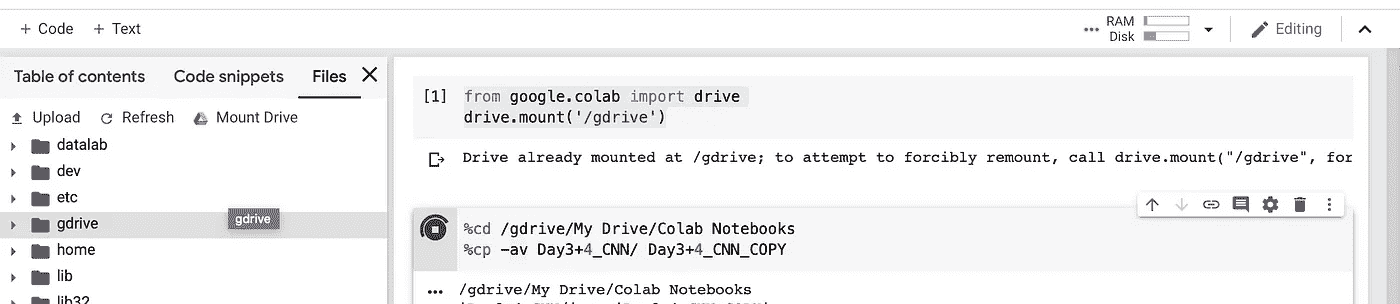 + Code + Text
RAM
Disk
Editing
Table of contents Code snippets Files
Upload Refresh Mount Drive
datalab
dev
etc
gdrive
gdrive
home
lib
lib32
[1] from google.colab import drive
drive.mount('/gdrive')
Drive already mounted at /gdrive; to attempt to forcibly remount, call drive.mount("/gdrive", for
%cd /gdrive/My Drive/Colab Notebooks
%cp -av Day3+4_CNN/ Day3+4_CNN_COPY
/gdrive/My Drive/Colab Notebooks